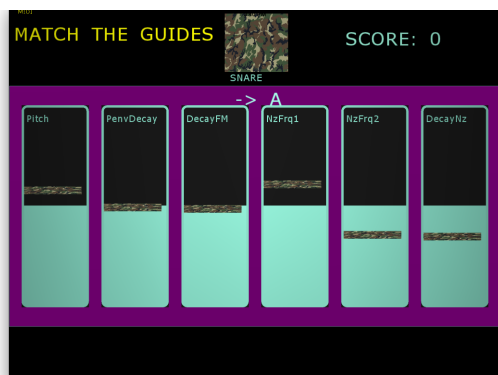 MATCH THE GUIDES
SCORE: 0
SNARE
-> A
Pitch
PenvDecay
DecayFM
NzFrq1
NzFrq2
DecayNz